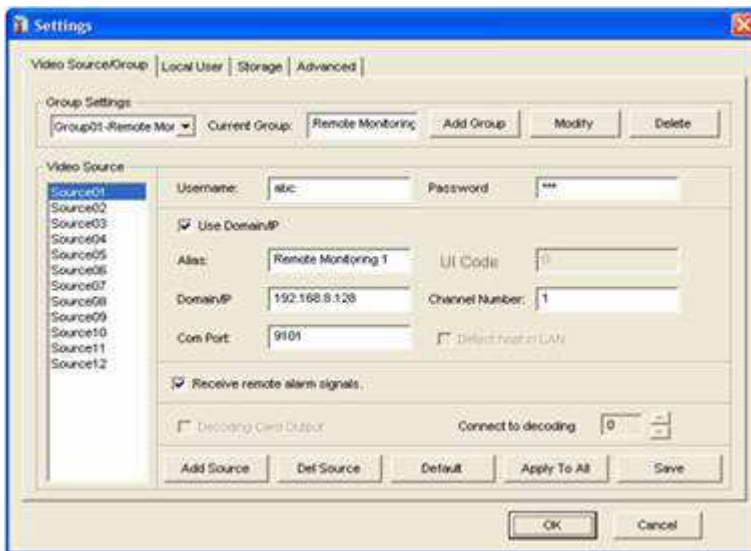 Settings
Video Source/Group Local User Storage Advanced
Group Settings
Group01-Remote Mor Current Group: Remote Monitoring Add Group Modify Delete
Video Source
Source01
Source02
Source03
Source04
Source05
Source06
Source07
Source08
Source09
Source10
Source11
Source12
Username: abc Password ***
Use Domain/IP
Alias: Remote Monitoring 1 UI Code 0
Domain/IP 192.168.8.128 Channel Number: 1
Com Port: 9101 Detect host in LAN
Receive remote alarm signals.
Decoding Card Output Connect to decoding 0
Add Source Del Source Default Apply To All Save
OK Cancel